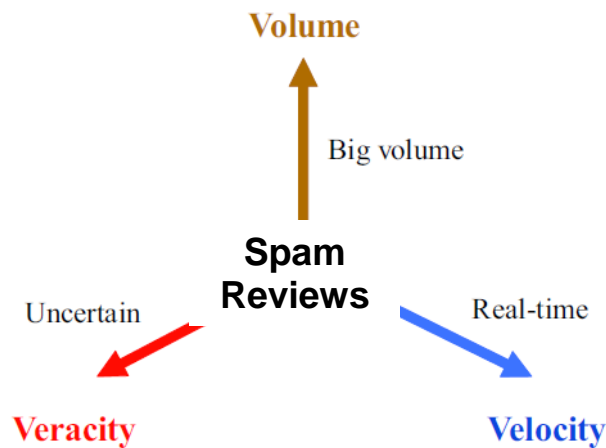 Volume
Big volume
Spam
Reviews
Uncertain
Real-time
Veracity
Velocity